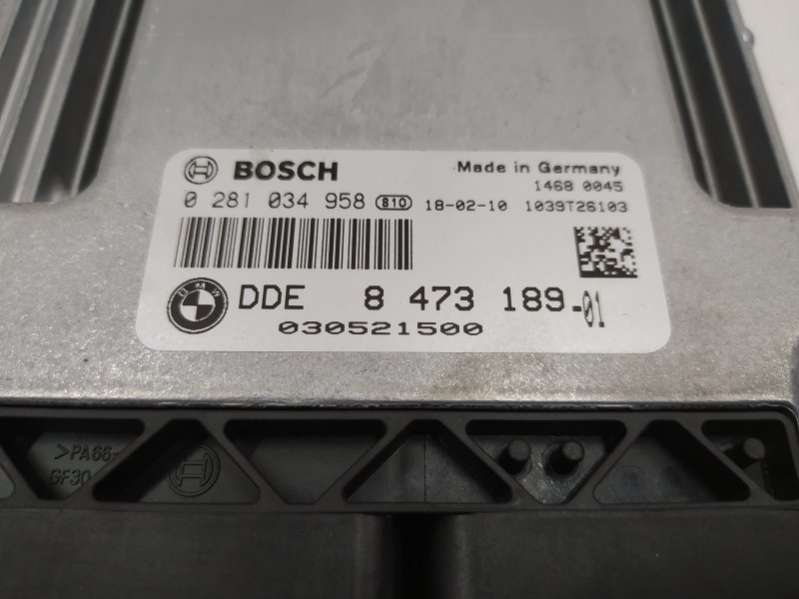 BOSCH Made in Germany
1468 0045
0 281 034 958 810 18-02-10 1039T26103
BMW DDE 8 473 189-01
030521500
>PA66-
GF30